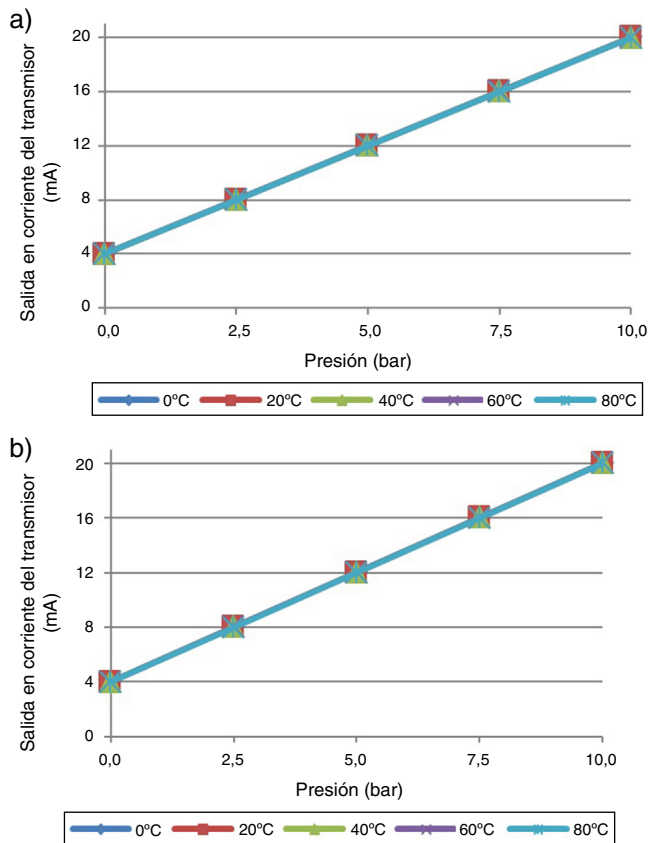 a)
Salida en corriente del transmisor
(mA)
20
16
12
8
4
0
0,0 2,5 5,0 7,5 10,0
Presión (bar)
0ºC 20ºC 40ºC 60ºC 80ºC
b)
Salida en corriente del transmisor
(mA)
20
16
12
8
4
0
0,0 2,5 5,0 7,5 10,0
Presión (bar)
0ºC 20ºC 40ºC 60ºC 80ºC